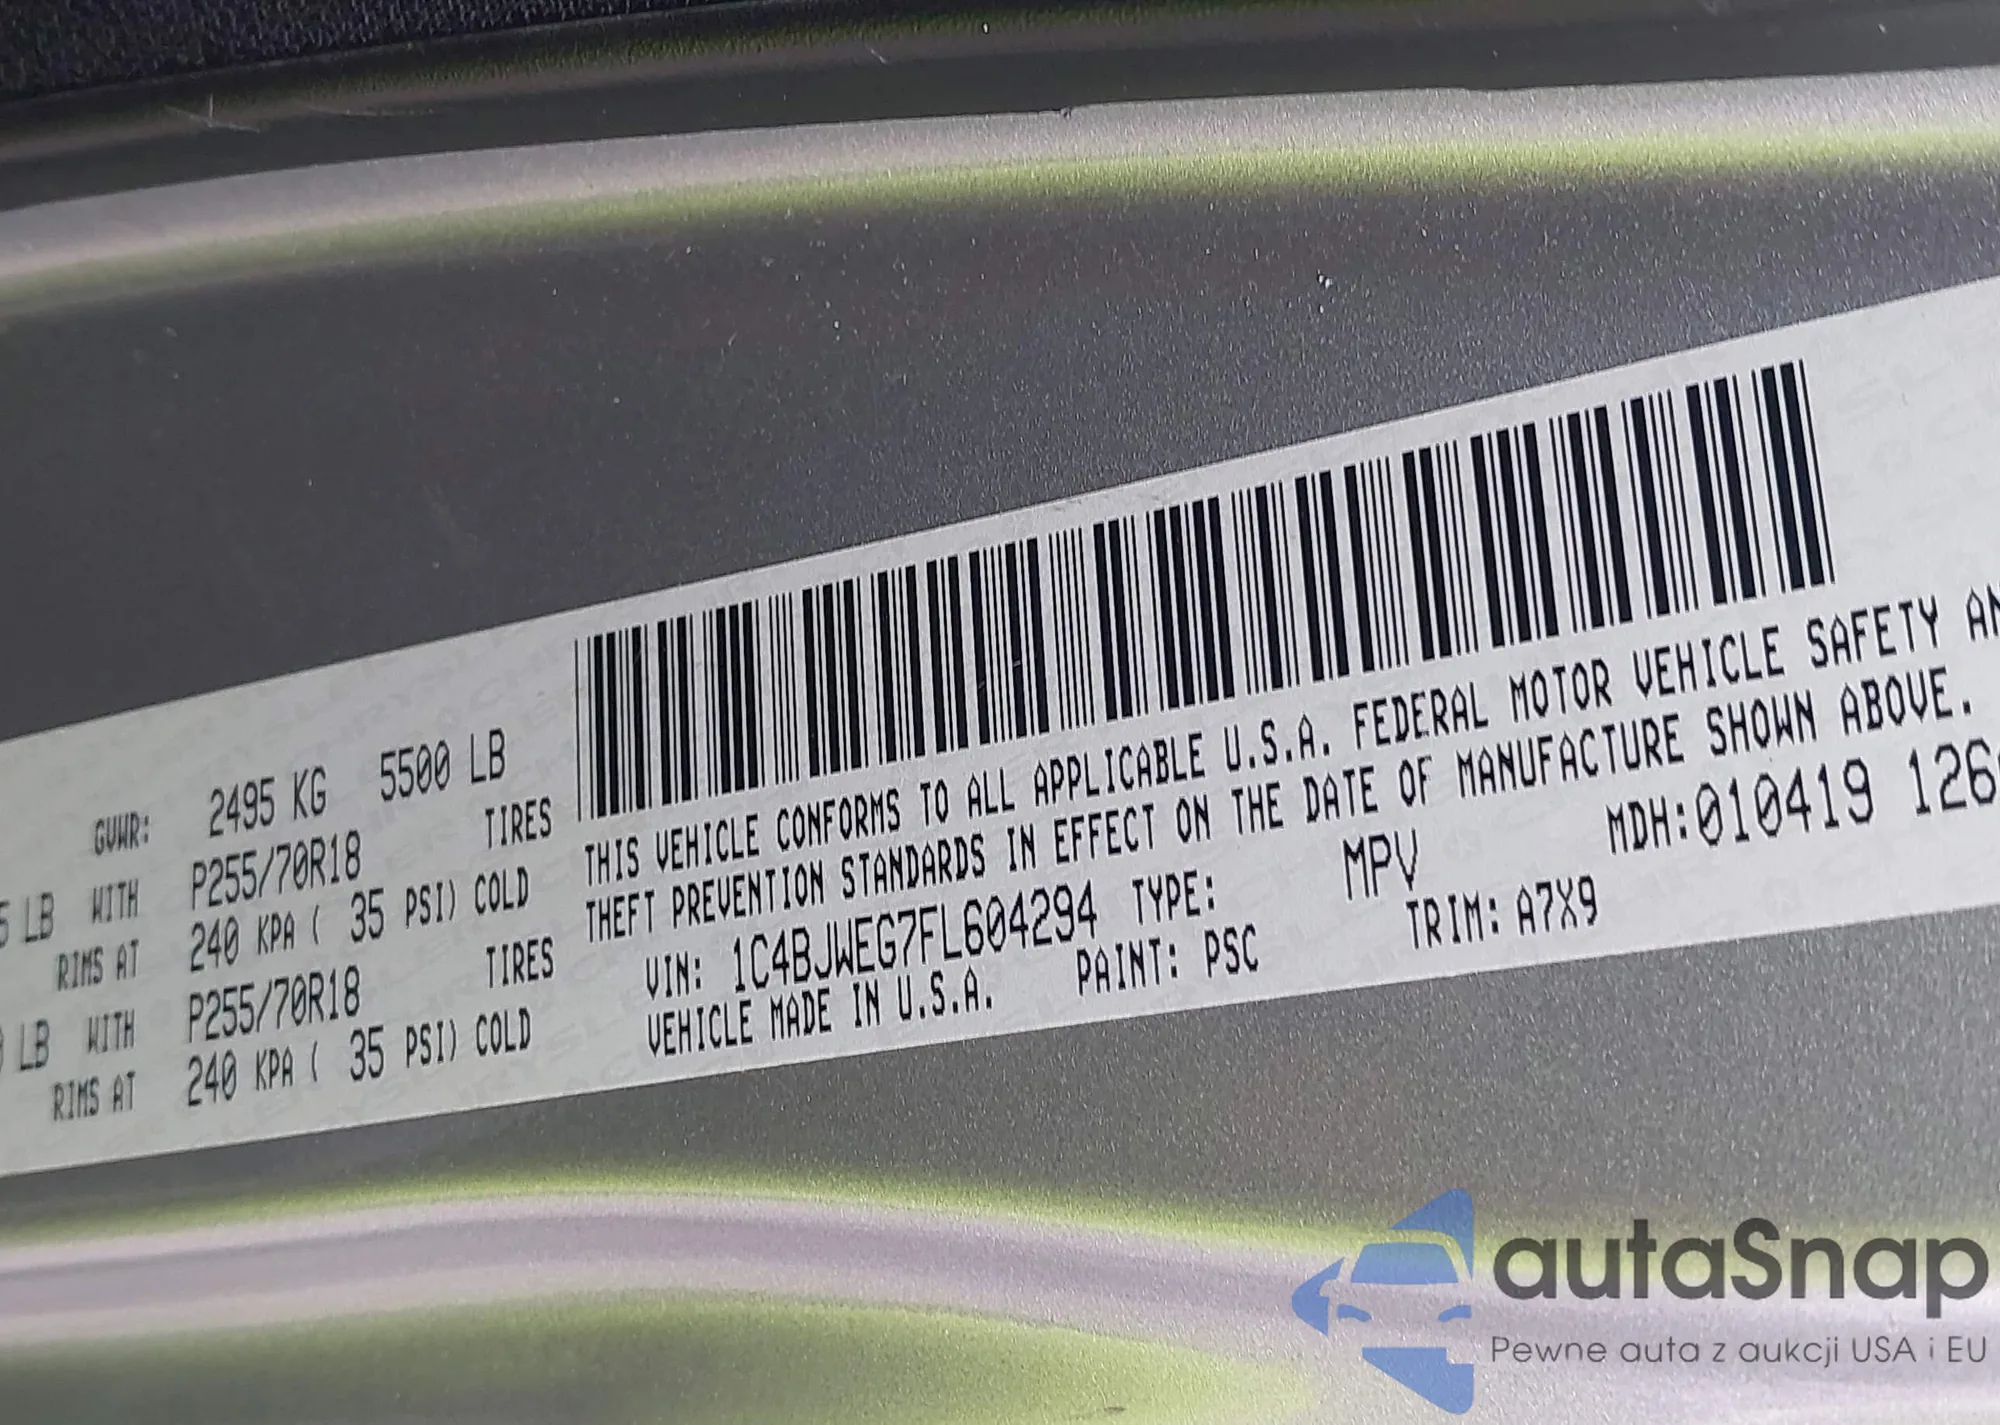 GVWR: 2495 KG 5500 LB
LB WITH P255/70R18 TIRES
RIMS AT 240 KPA ( 35 PSI) COLD
LB WITH P255/70R18 TIRES
RIMS AT 240 KPA ( 35 PSI) COLD
THIS VEHICLE CONFORMS TO ALL APPLICABLE U.S.A. FEDERAL MOTOR VEHICLE SAFETY
THEFT PREVENTION STANDARDS IN EFFECT ON THE DATE OF MANUFACTURE SHOWN ABOVE.
VIN: 1C4BJWEG7FL604294 TYPE: MPV MDH:010419 126
VEHICLE MADE IN U.S.A. PAINT: PSC TRIM: A7X9
autaSnap
Pewne auta z aukcji USA i EU